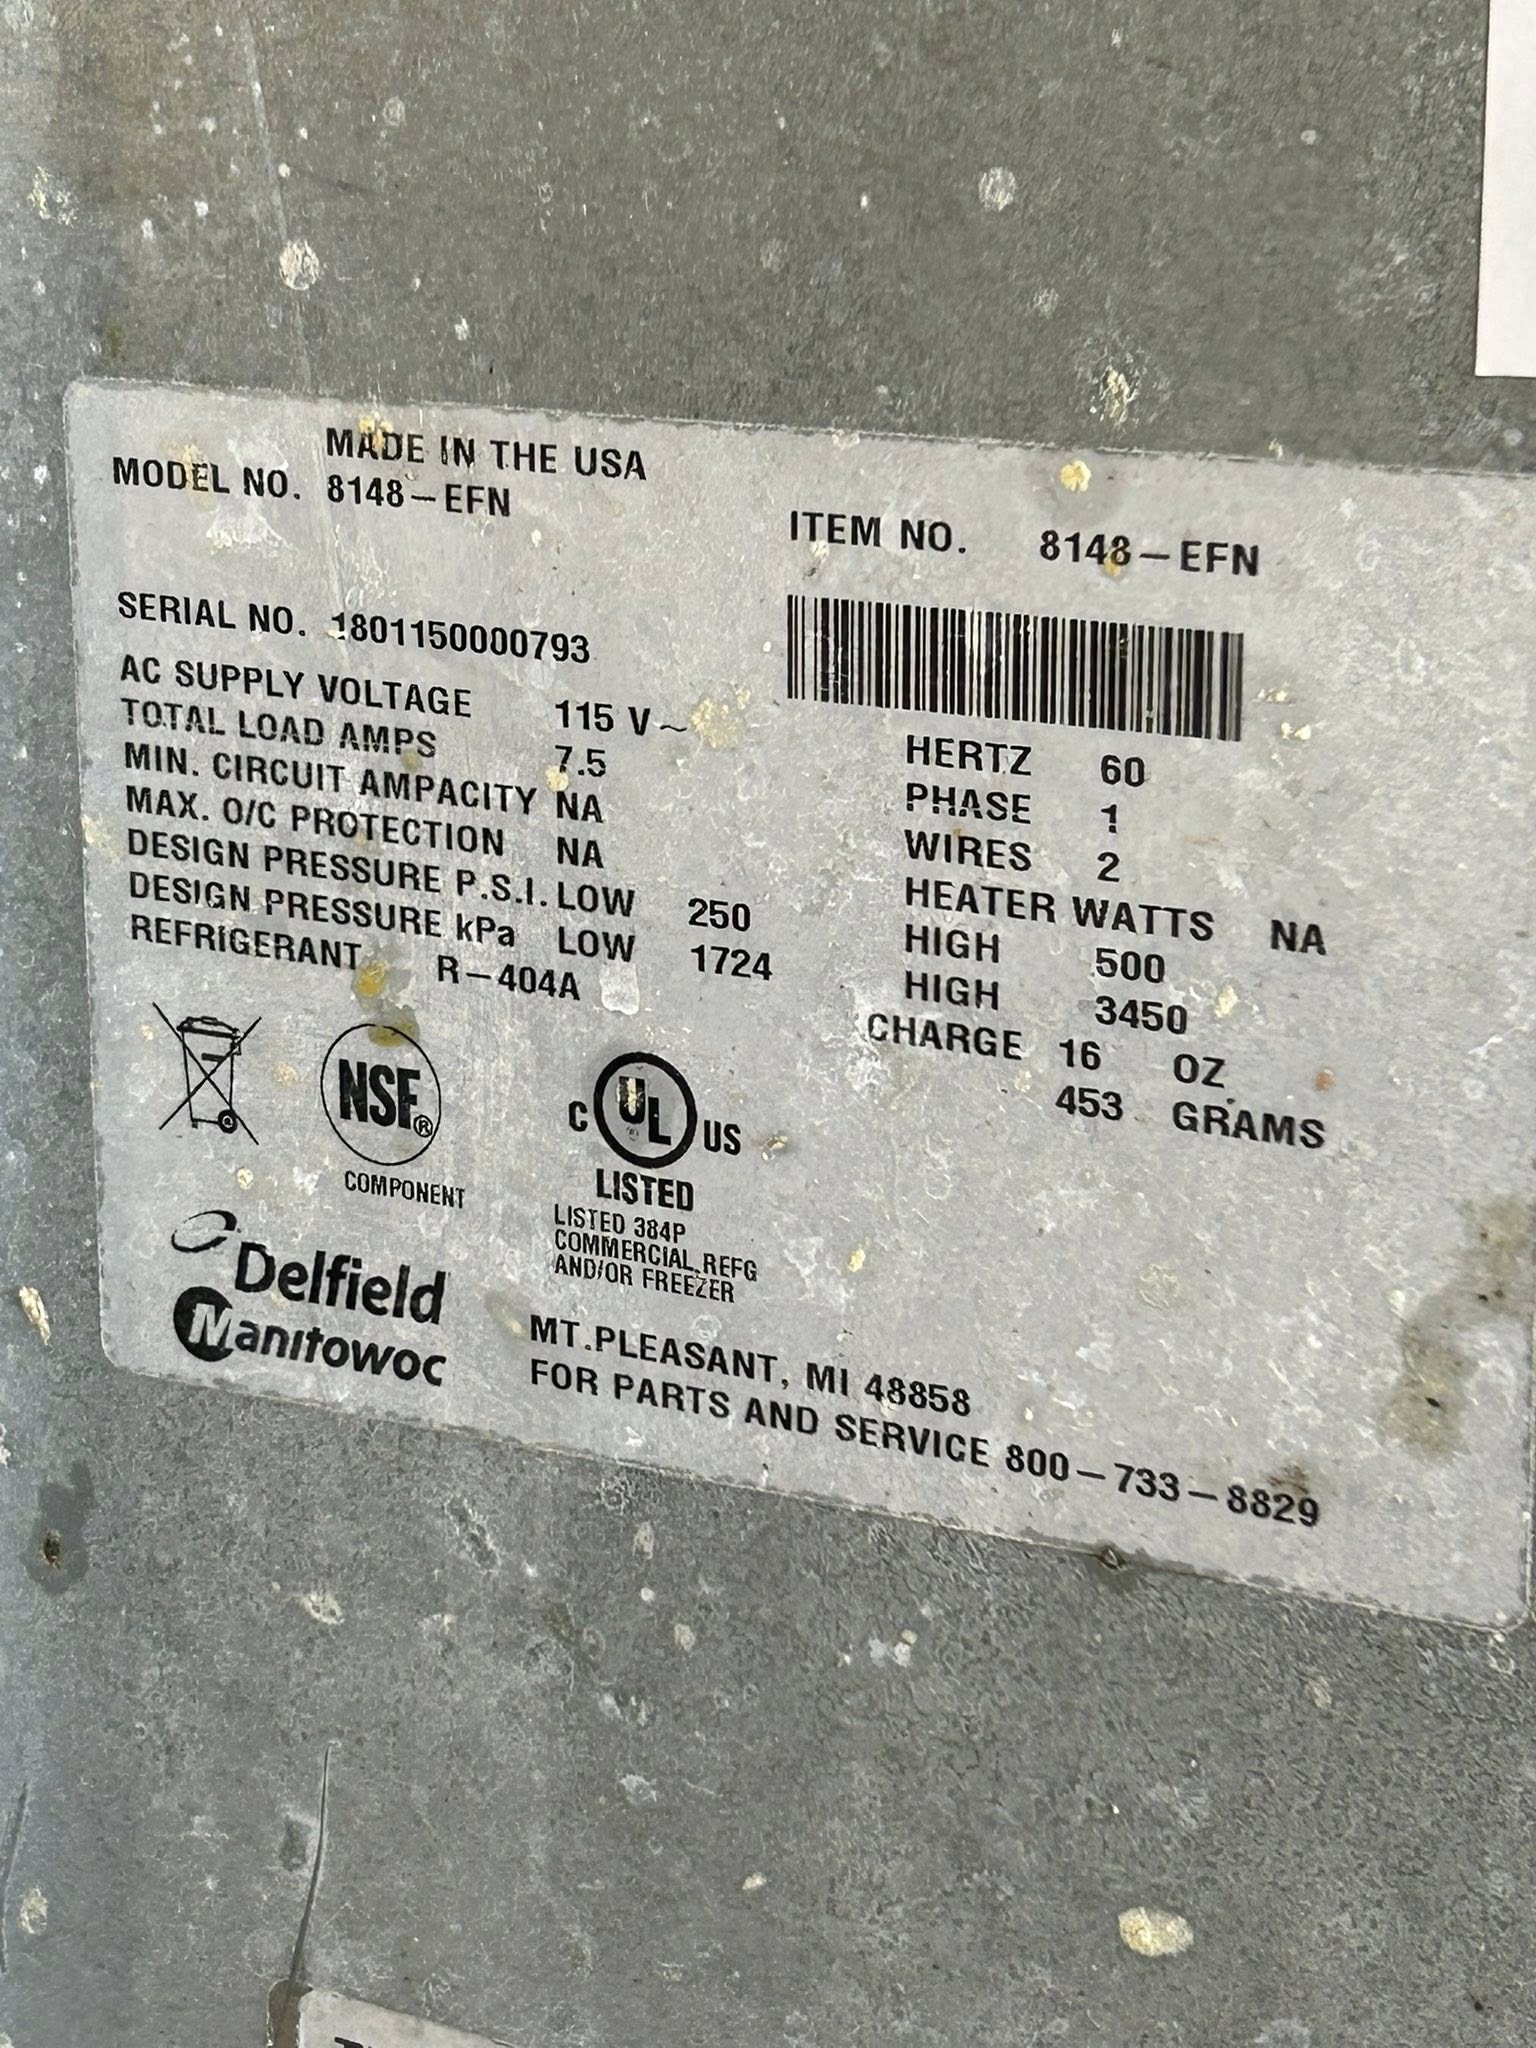 MADE IN THE USA
MODEL NO. 8148-EFN
ITEM NO. 8148-EFN
SERIAL NO. 1801150000793
AC SUPPLY VOLTAGE 115 V~ HERTZ 60
TOTAL LOAD AMPS 7.5 PHASE 1
MIN. CIRCUIT AMPACITY NA WIRES 2
MAX. O/C PROTECTION NA HEATER WATTS NA
DESIGN PRESSURE P.S.I. LOW 250 HIGH 500
DESIGN PRESSURE kPa LOW 1724 HIGH 3450
REFRIGERANT R-404A CHARGE 16 OZ.
453 GRAMS
NSF®
COMPONENT
C UL US
LISTED
LISTED 384P
COMMERCIAL REFG
AND/OR FREEZER
Delfield
Manitowoc
MT. PLEASANT, MI 48858
FOR PARTS AND SERVICE 800-733-8829